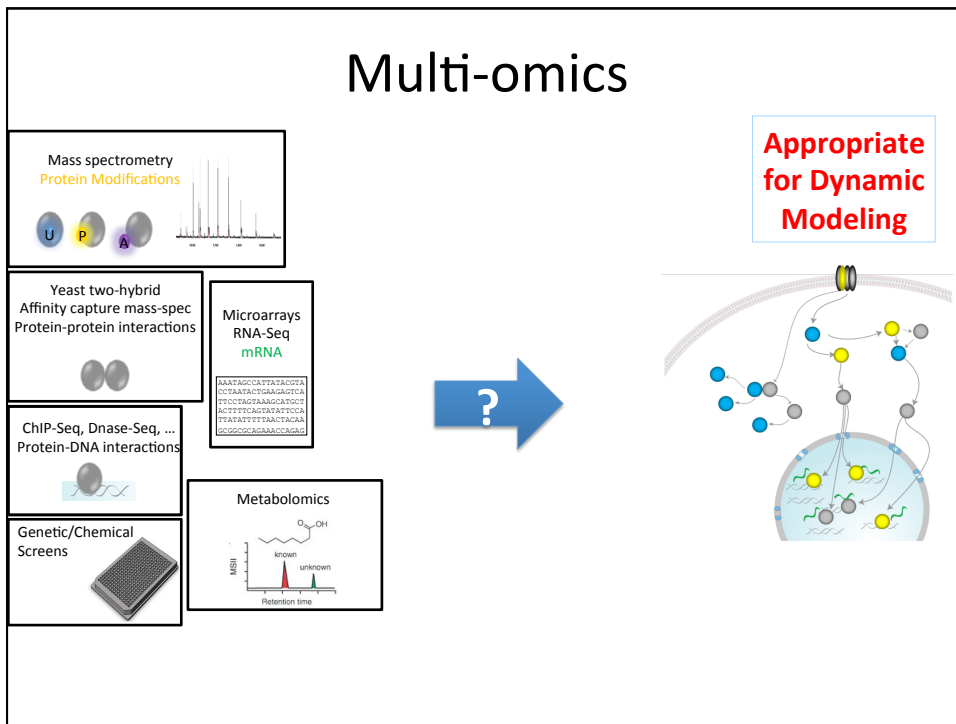 Multi-omics
Mass spectrometry
Protein Modifications
U
P
A
Yeast two-hybrid
Affinity capture mass-spec
Protein-protein interactions
Microarrays
RNA-Seq
mRNA
AAATAGCCATTATACGTA
CCTAATACTGAAGAGTCA
TTCCTAGTAAAGCATGCT
ACTTTTCAGTATATTCCA
TTATATTTTTAACTACAA
GCGGCGCAGAAACCAGAG
ChIP-Seq, Dnase-Seq, …
Protein-DNA interactions
Genetic/Chemical
Screens
Metabolomics
O
OH
known
unknown
MSII
Retention time
?
Appropriate
for Dynamic
Modeling